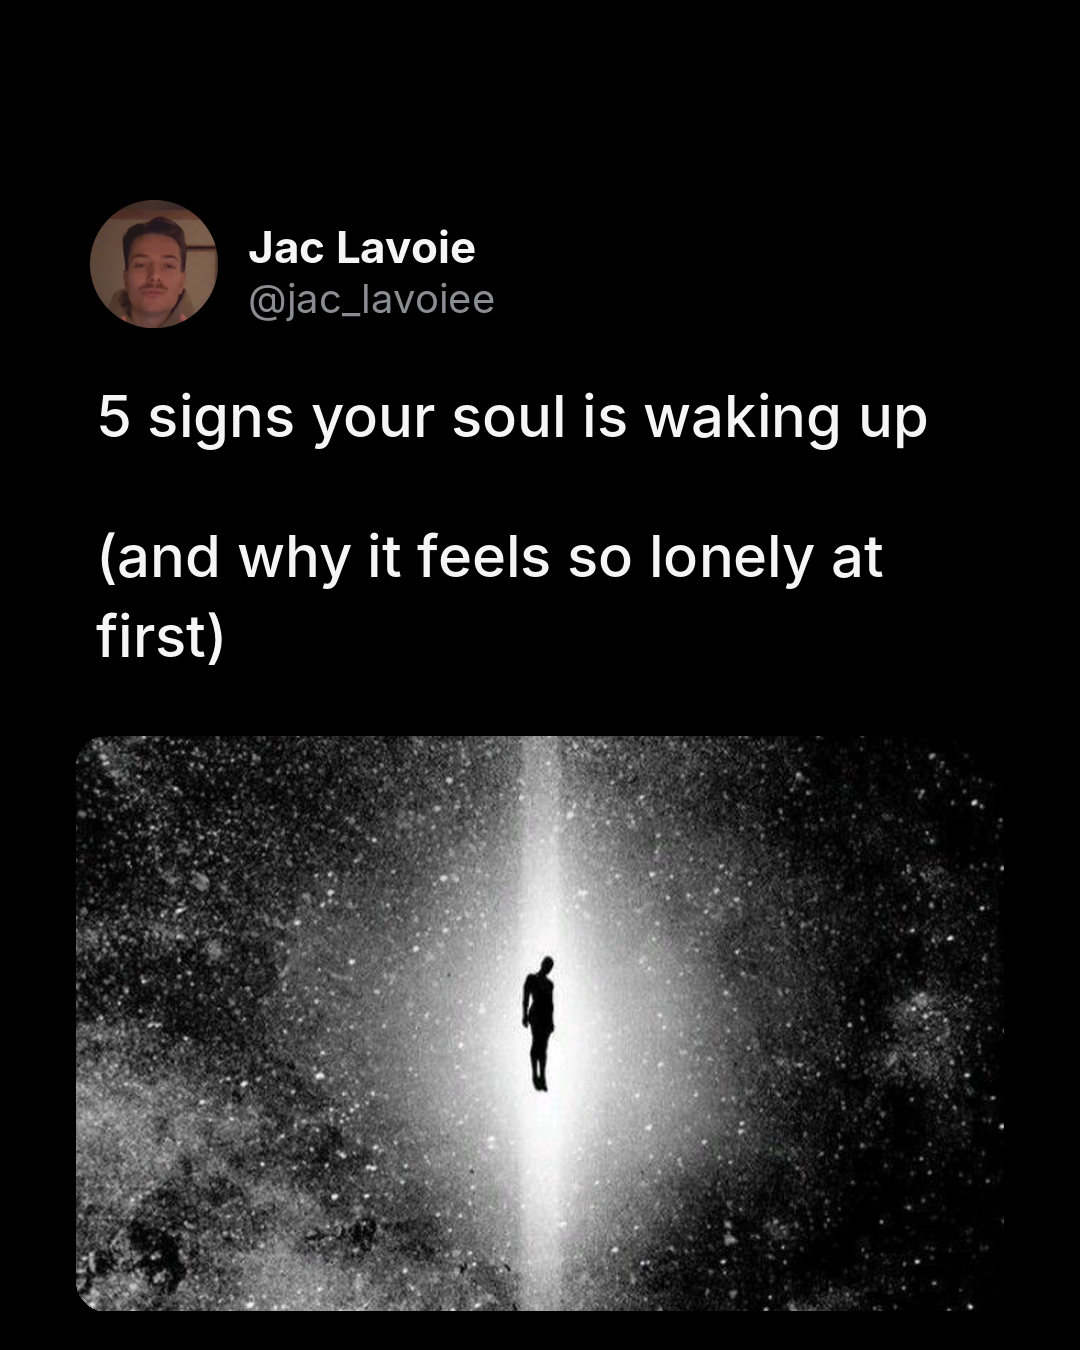 Jac Lavoie
@jac_lavoiee
5 signs your soul is waking up
(and why it feels so lonely at
first)